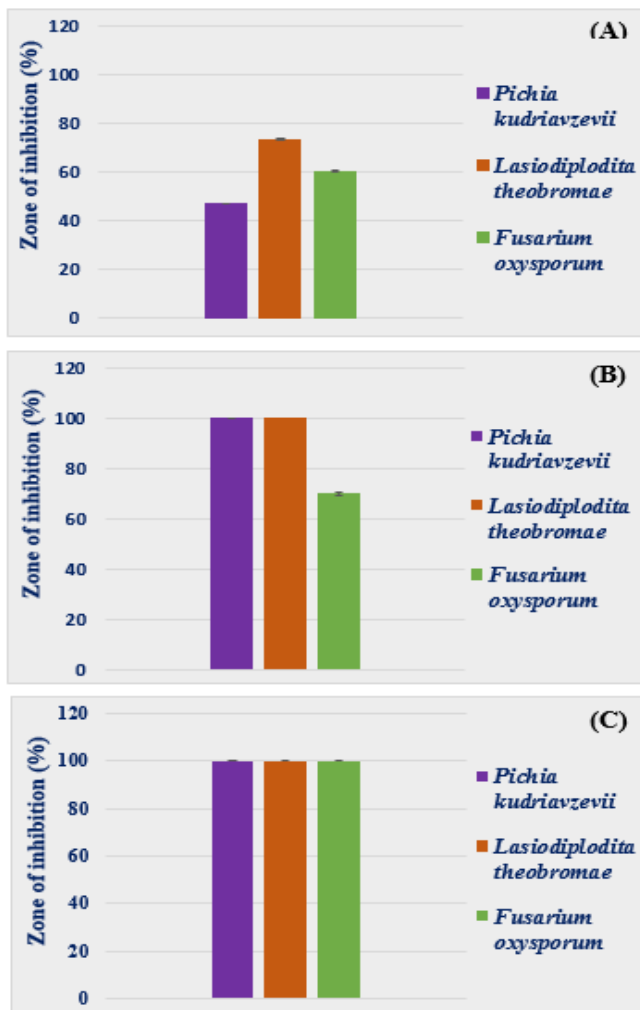 (A)
Zone of inhibition (%)
120
100
80
60
40
20
0
Pichia
kudriavzevii
Lasiodiplodita
theobromae
Fusarium
oxysporum
(B)
Zone of inhibition (%)
120
100
80
60
40
20
0
Pichia
kudriavzevii
Lasiodiplodita
theobromae
Fusarium
oxysporum
(C)
Zone of inhibition (%)
120
100
80
60
40
20
0
Pichia
kudriavzevii
Lasiodiplodita
theobromae
Fusarium
oxysporum